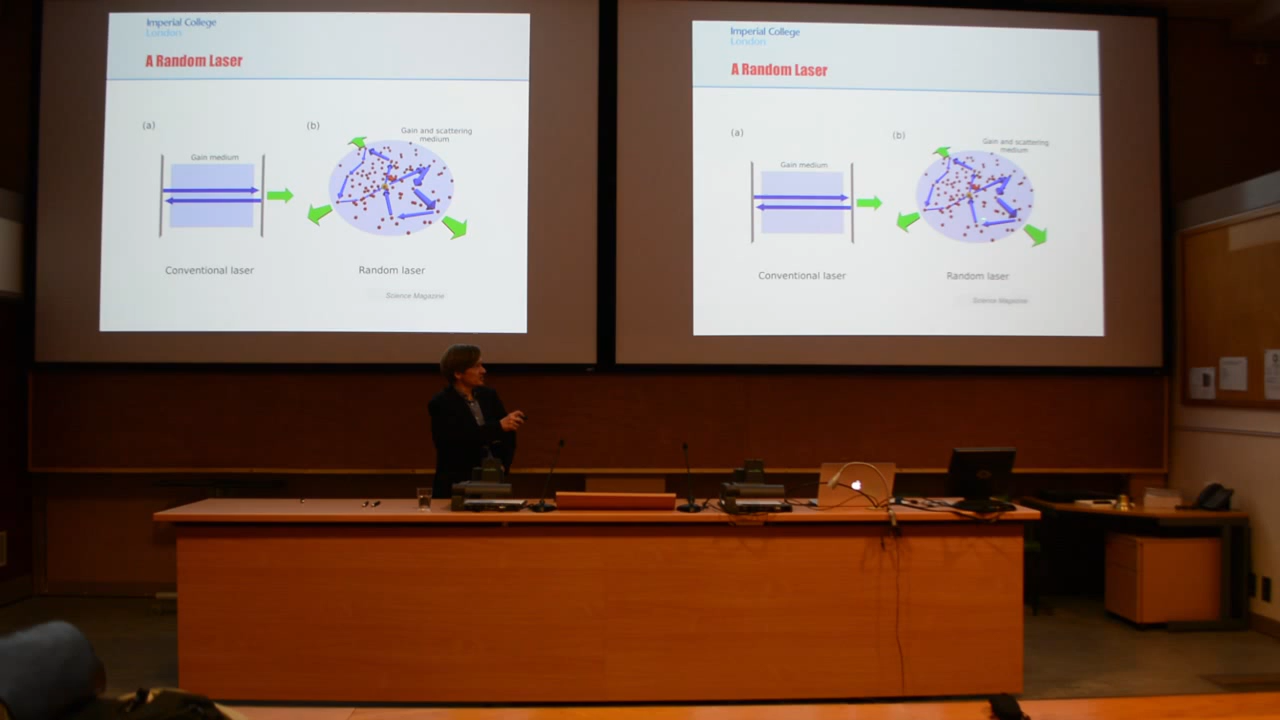 Imperial College
London
A Random Laser
(a)
(b)
Gain medium
Gain and scattering
medium
Conventional laser
Random laser
Science Magazine
Imperial College
London
A Random Laser
(a)
(b)
Gain medium
Gain and scattering
medium
Conventional laser
Random laser
Science Magazine